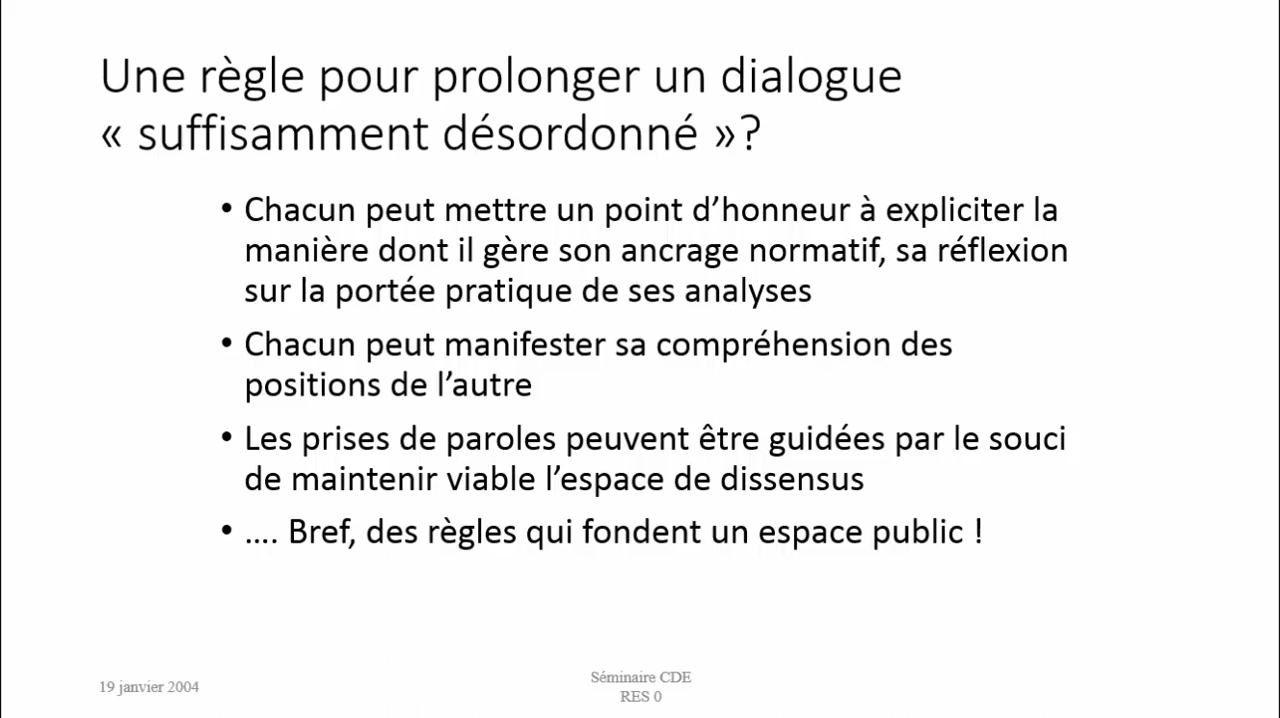 Une règle pour prolonger un dialogue
« suffisamment désordonné »?
• Chacun peut mettre un point d’honneur à expliciter la
manière dont il gère son ancrage normatif, sa réflexion
sur la portée pratique de ses analyses
• Chacun peut manifester sa compréhension des
positions de l’autre
• Les prises de paroles peuvent être guidées par le souci
de maintenir viable l’espace de dissensus
• …. Bref, des règles qui fondent un espace public !
19 janvier 2004
Séminaire CDE
RES 0